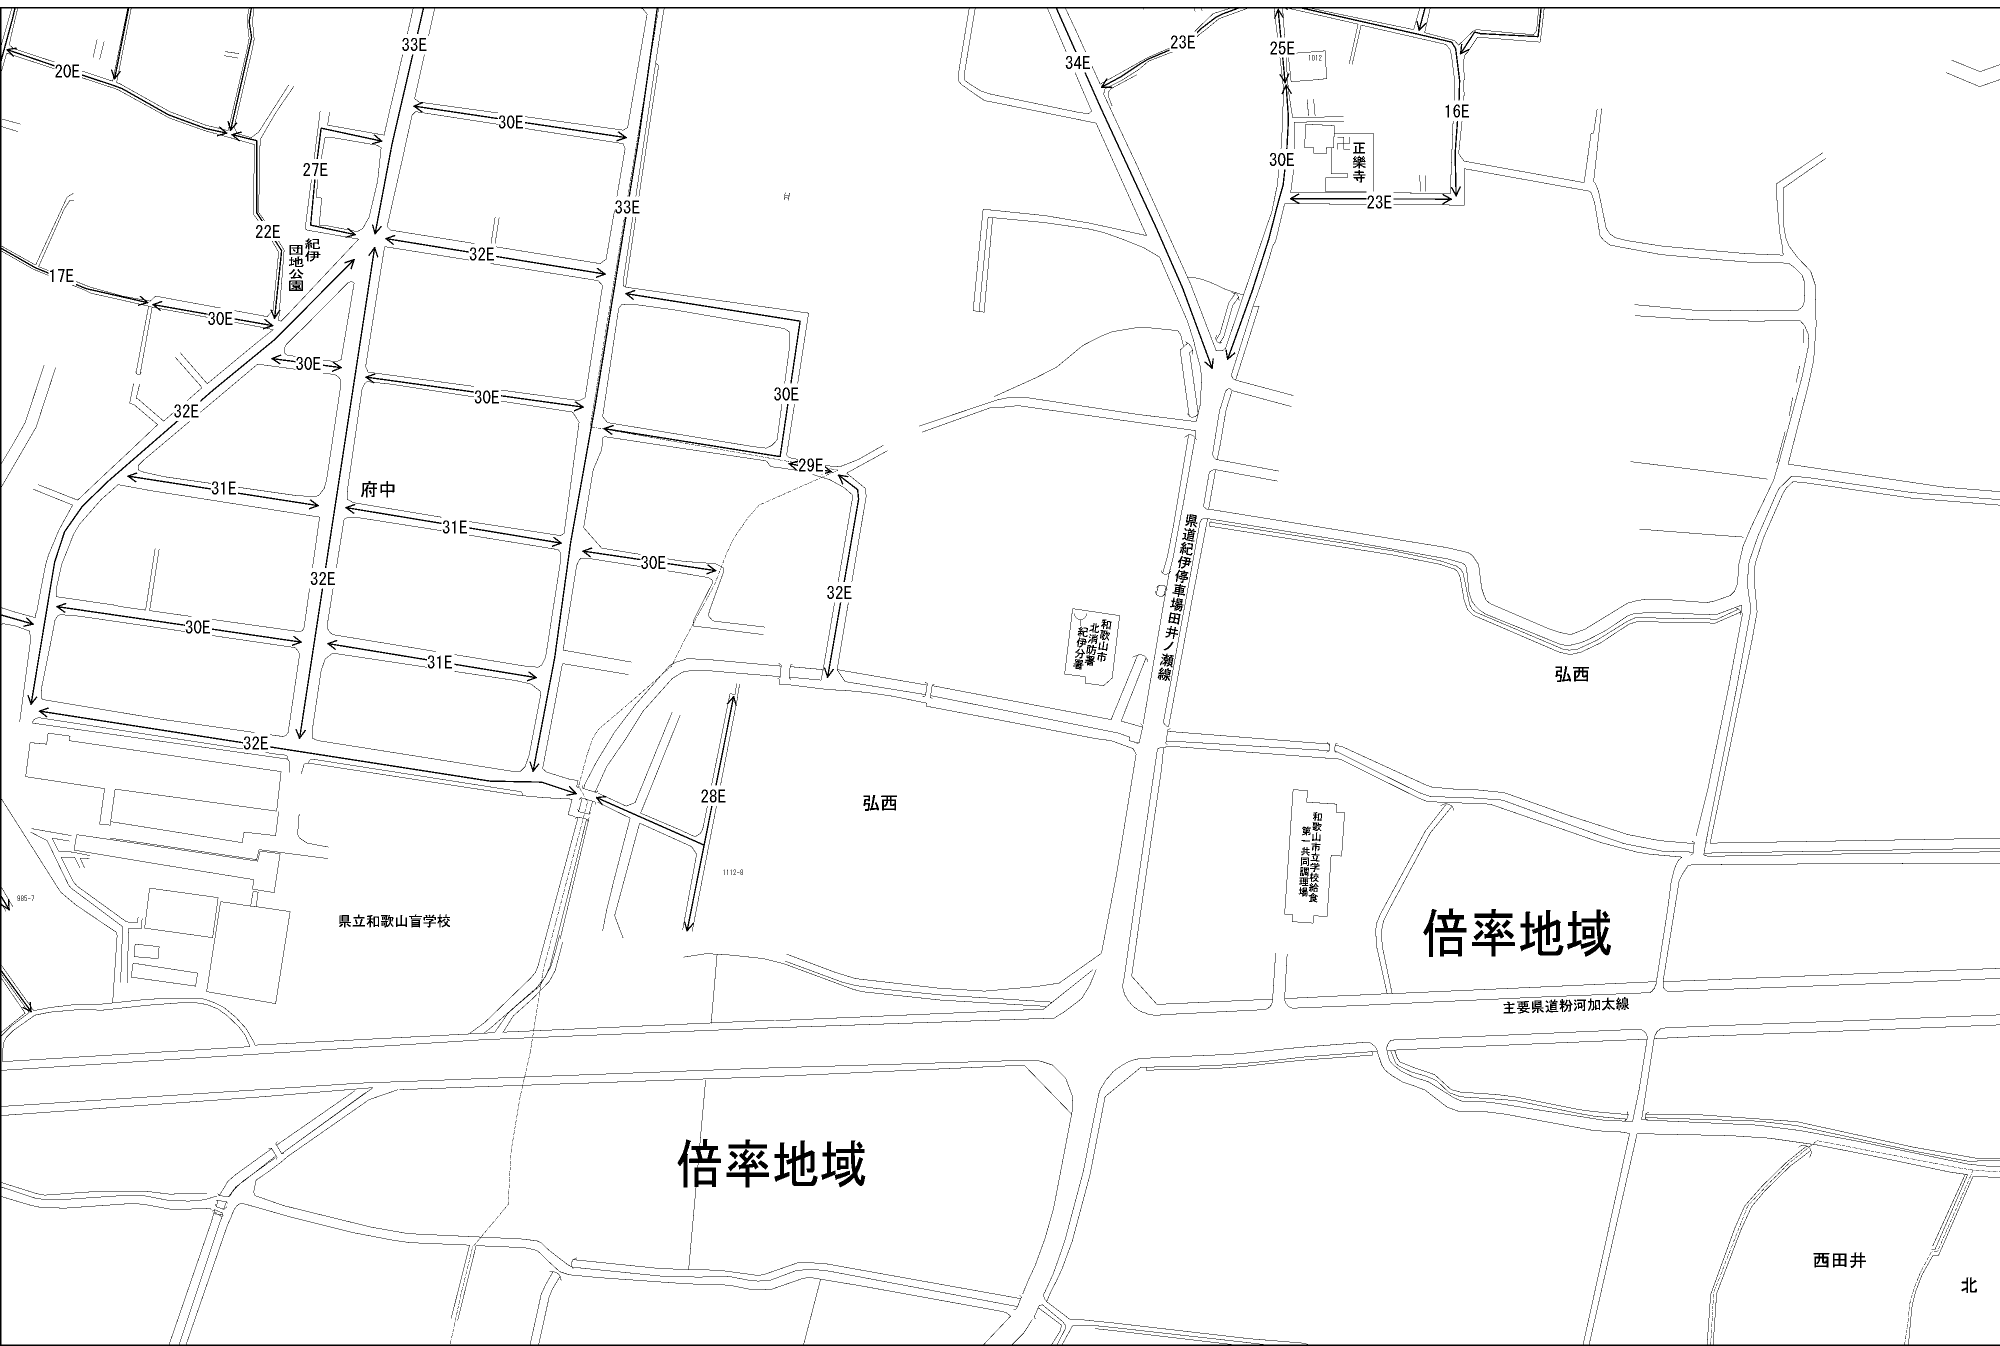 33E
23E
34E
25E
1012
20E
16E
30E
正樂寺
27E
30E
23E
33E
22E
紀伊
団地公園
32E
17E
30E
30E
32E
30E
30E
29E
31E
府中
31E
30E
32E
32E
県道紀伊停車場田井ノ瀬線
30E
31E
和歌山市
北消防署
紀伊分署
弘西
32E
28E
弘西
和歌山市立学校給食
第一共同調理場
1112-8
985-7
県立和歌山盲学校
倍率地域
主要県道粉河加太線
倍率地域
西田井
北